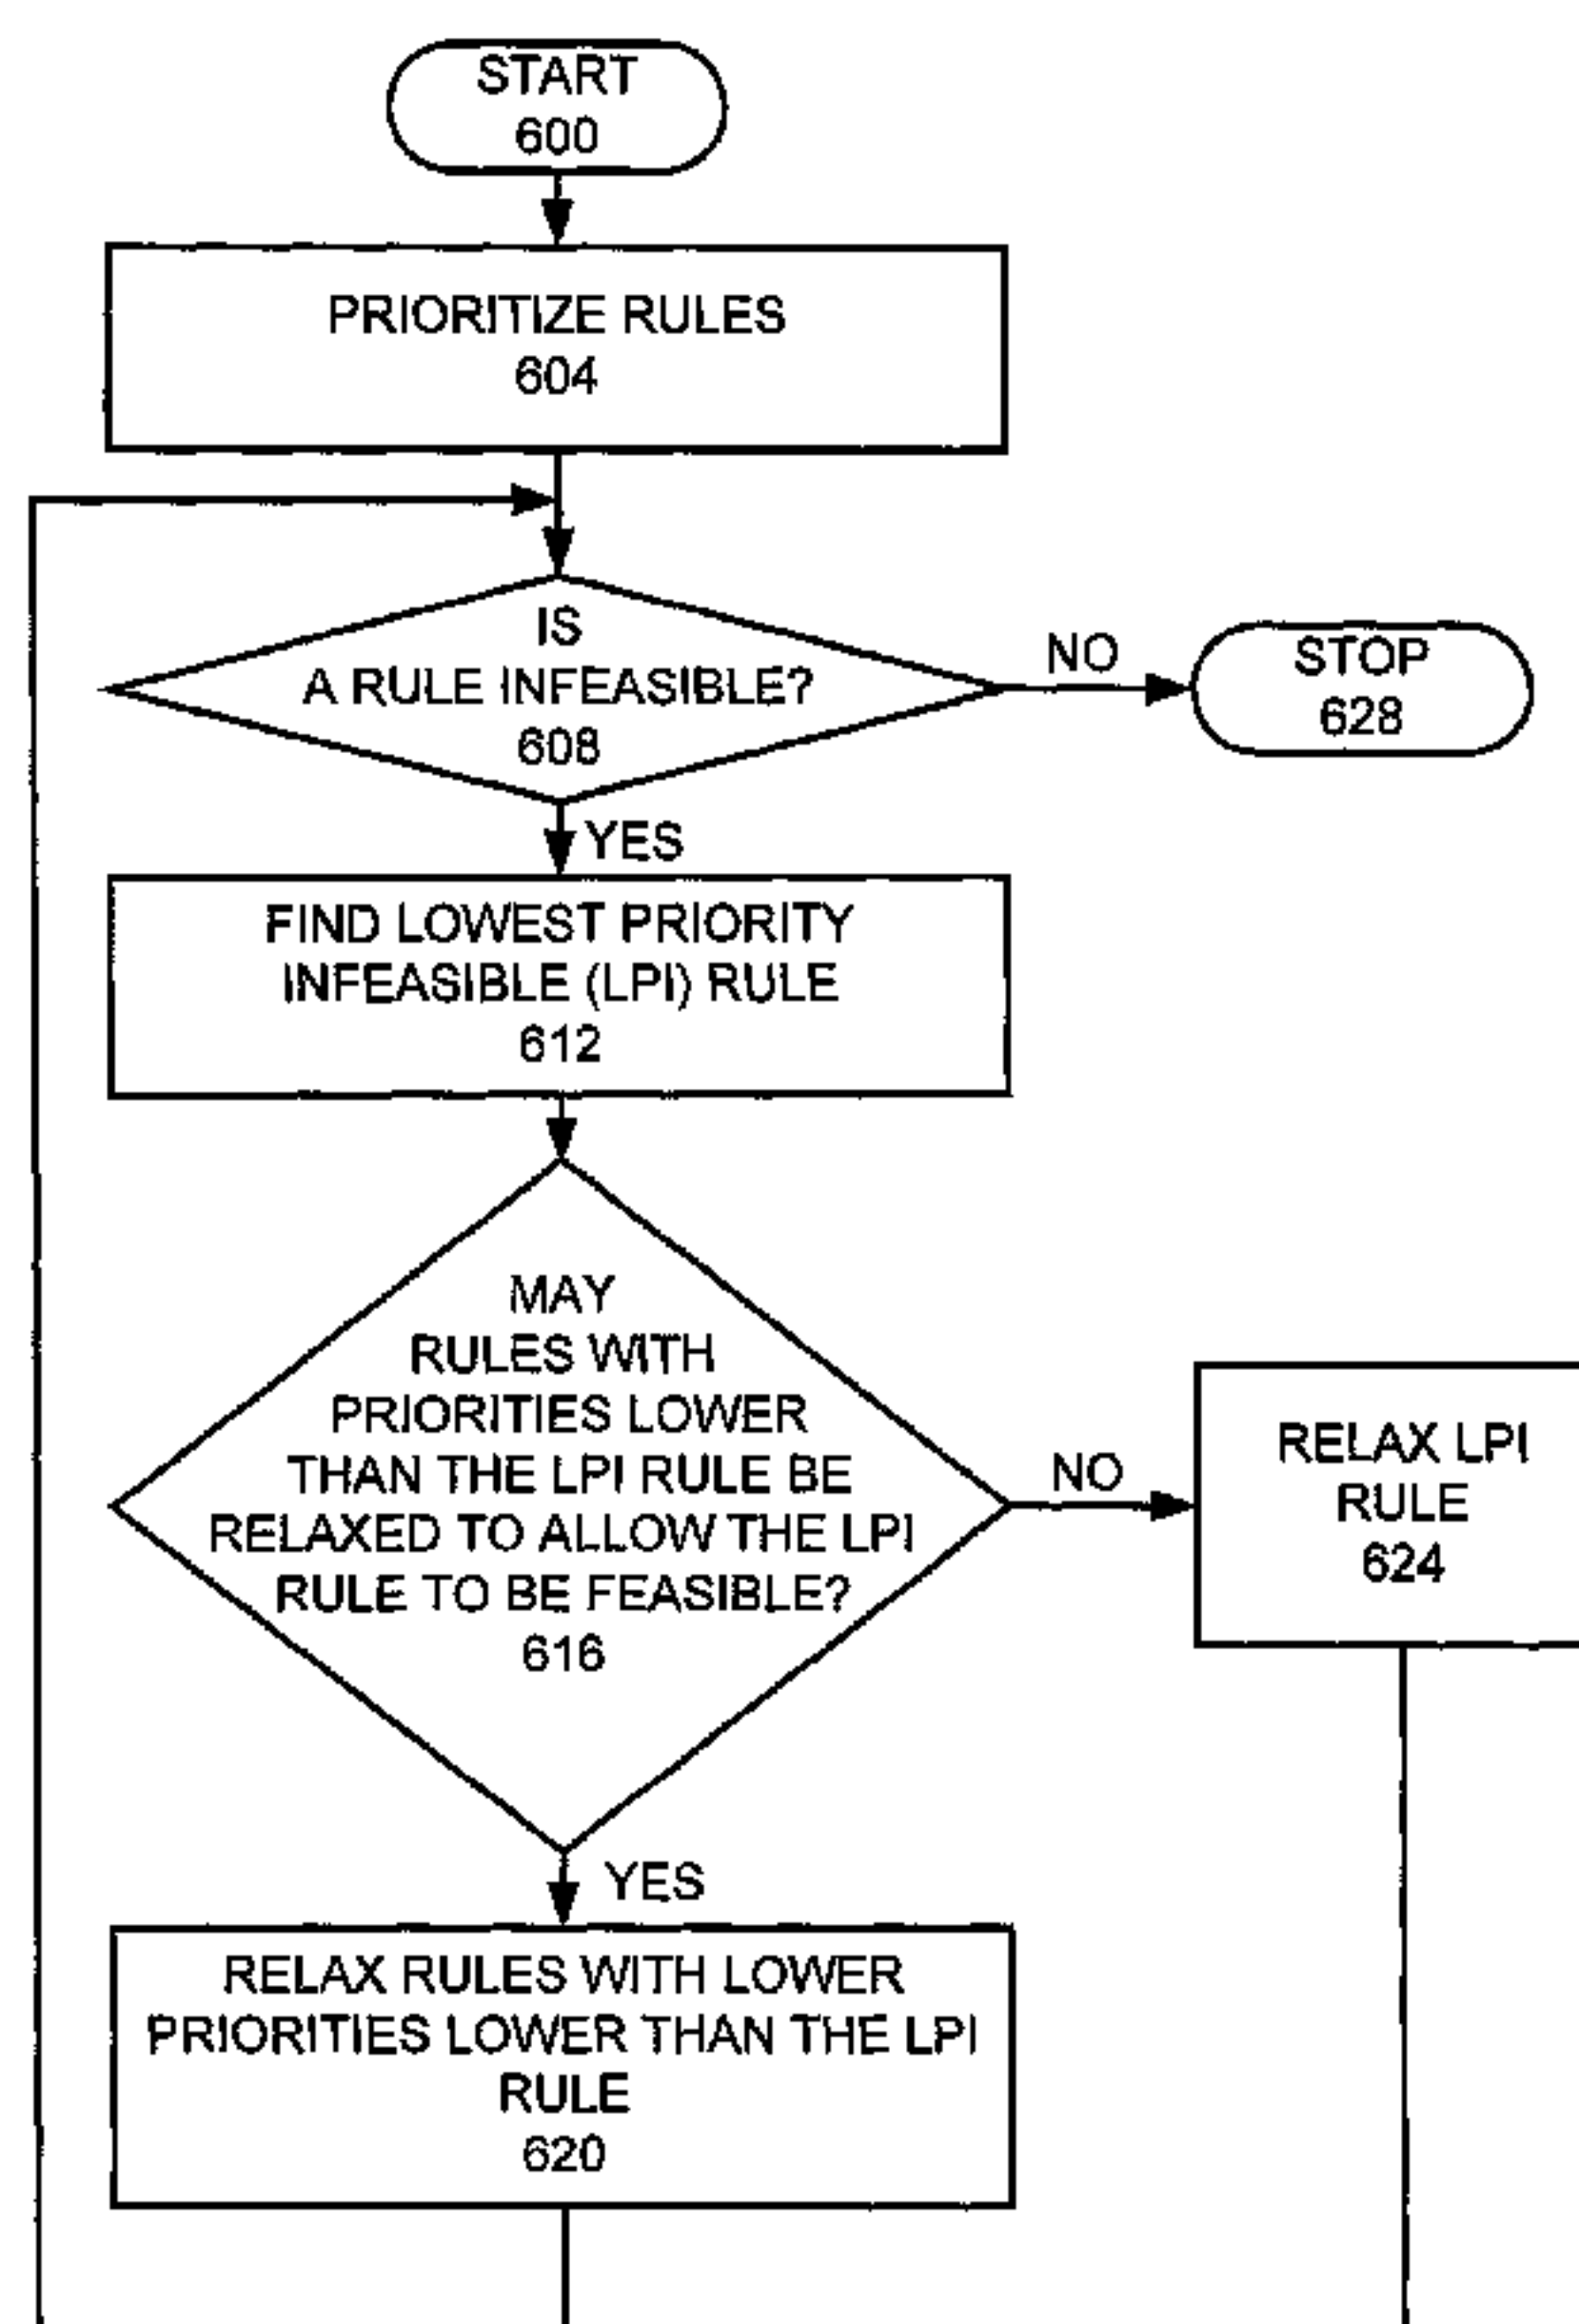 START
600
PRIORITIZE RULES
604
IS
A RULE INFEASIBLE?
608
NO
STOP
628
YES
FIND LOWEST PRIORITY
INFEASIBLE (LPI) RULE
612
MAY
RULES WITH
PRIORITIES LOWER
THAN THE LPI RULE BE
RELAXED TO ALLOW THE LPI
RULE TO BE FEASIBLE?
616
NO
RELAX LPI
RULE
624
YES
RELAX RULES WITH LOWER
PRIORITIES LOWER THAN THE LPI
RULE
620